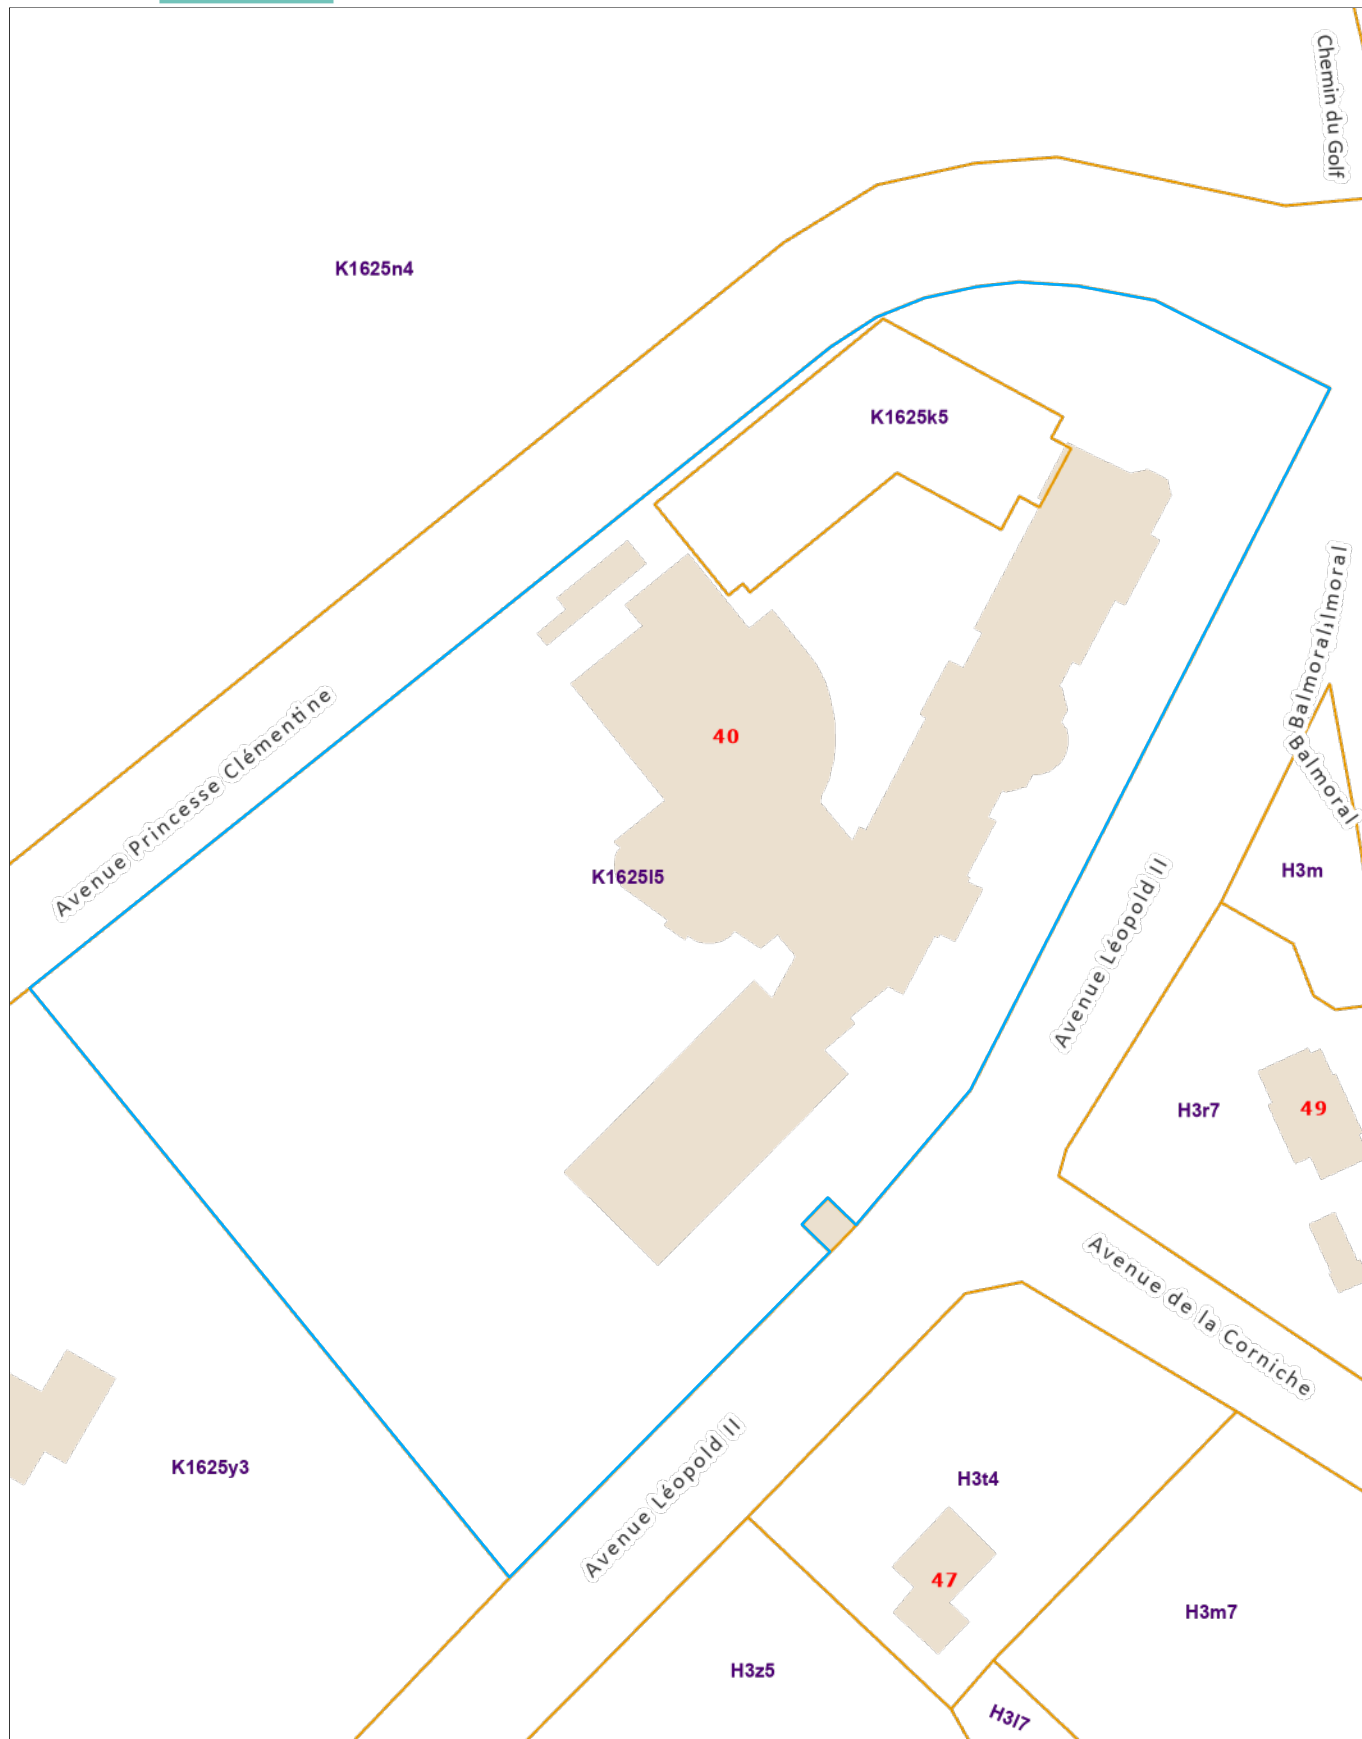 Chemin du Golf
K1625n4
K1625k5
Balmoral
Avenue Princesse Clémentine
40
Balmoral
K1625l5
H3m
Avenue Léopold II
H3r7
49
Avenue de la Corniche
K1625y3
Avenue Léopold II
H3t4
47
H3m7
H3z5
H3l7